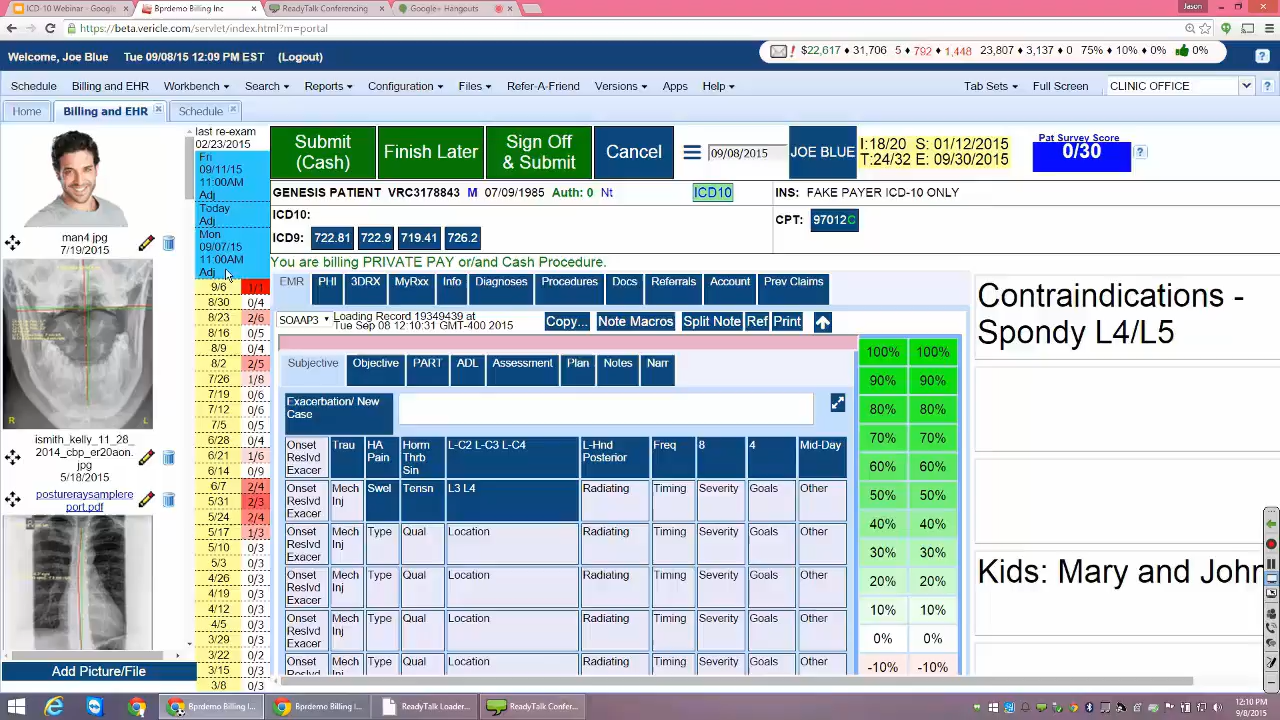 ICD-10 Webinar - Google
Bprdemo Billing Inc
ReadyTalk Conferencing
Google+ Hangouts
Jason
https://beta.vericle.com/servlet/index.html?m=portal
Welcome, Joe Blue Tue 09/08/15 12:09 PM EST (Logout)
$22,617 ♦ 31,706 5 ♦ 792 ♦ 1,448 23,807 ♦ 3,137 ♦ 0 75% ♦ 10% ♦ 0% 0%
Schedule Billing and EHR Workbench Search Reports Configuration Files Refer-A-Friend Versions Apps Help Tab Sets Full Screen CLINIC OFFICE
Home Billing and EHR Schedule
man4 jpg
7/19/2015
R L
ismith_kelly_11_28_
2014_cbp_er20aon.
jpg
5/18/2015
postureraysamplere
port.pdf
Add Picture/File
last re-exam
02/23/2015
Fri
09/11/15
11:00AM
Adj
Today
Adj
Mon
09/07/15
11:00AM
Adj
9/6 1/1
8/30 0/4
8/23 2/6
8/16 0/5
8/9 0/4
8/2 2/5
7/26 1/8
7/19 0/6
7/12 0/6
7/5 0/5
6/28 0/4
6/21 1/6
6/14 0/9
6/7 2/4
5/31 2/3
5/24 2/4
5/17 1/3
5/10 0/3
5/3 0/3
4/26 0/3
4/19 0/3
4/12 0/3
4/5 0/3
3/29 0/3
3/22 0/2
3/15 0/3
3/8 0/3
Submit
(Cash)
Finish Later
Sign Off
& Submit
Cancel
09/08/2015
JOE BLUE
I:18/20 S: 01/12/2015
T:24/32 E: 09/30/2015
Pat Survey Score
0/30
GENESIS PATIENT VRC3178843 M 07/09/1985 Auth: 0 Nt ICD10
INS: FAKE PAYER ICD-10 ONLY
ICD10:
CPT: 97012C
ICD9: 722.81 722.9 719.41 726.2
You are billing PRIVATE PAY or/and Cash Procedure.
EMR PHI 3DRX MyRxx Info Diagnoses Procedures Docs Referrals Account Prev Claims
SOAAP3
Loading Record 19349439 at
Tue Sep 08 12:10:31 GMT-400 2015
Copy... Note Macros Split Note Ref Print
Subjective Objective PART ADL Assessment Plan Notes Narr
Exacerbation/ New
Case
Onset Reslvd Exacer Trau HA Pain Horm Thrb Sin L-C2 L-C3 L-C4 L-Hnd Posterior Freq 8 4 Mid-Day
Onset Reslvd Exacer Mech Inj Swel Tensn L3 L4 Radiating Timing Severity Goals Other
Onset Reslvd Exacer Mech Inj Type Qual Location Radiating Timing Severity Goals Other
Onset Reslvd Exacer Mech Inj Type Qual Location Radiating Timing Severity Goals Other
Onset Reslvd Exacer Mech Inj Type Qual Location Radiating Timing Severity Goals Other
Onset Reslvd Mech Inj Type Qual Location Radiating Timing Severity Goals Other
100% 100%
90% 90%
80% 80%
70% 70%
60% 60%
50% 50%
40% 40%
30% 30%
20% 20%
10% 10%
0% 0%
-10% -10%
Contraindications -
Spondy L4/L5
Kids: Mary and John
Bprdemo Billing I...
Bprdemo Billing I...
ReadyTalk Loader...
ReadyTalk Confer...
12:10 PM
9/8/2015